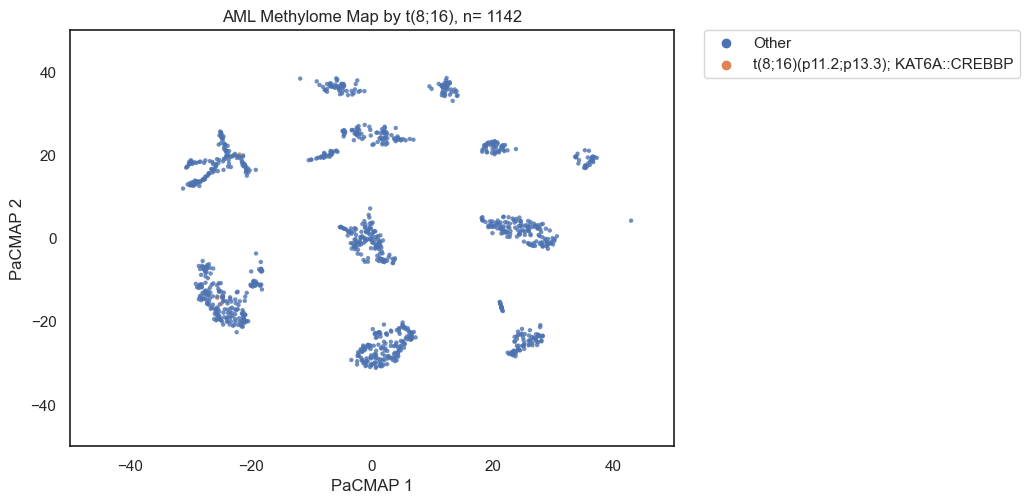 AML Methylome Map by t(8;16), n= 1142
Other
t(8;16)(p11.2;p13.3); KAT6A::CREBBP
40
20
0
−20
−40
PaCMAP 2
−40
−20
0
20
40
PaCMAP 1